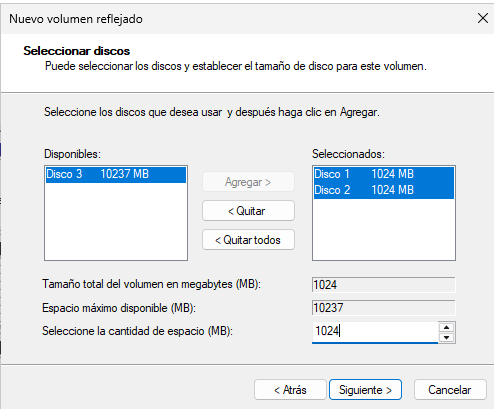 Nuevo volumen reflejado
Seleccionar discos
Puede seleccionar los discos y establecer el tamaño de disco para este volumen.
Seleccione los discos que desea usar y después haga clic en Agregar.
Disponibles:
Disco 3 10237 MB
Agregar >
< Quitar
< Quitar todos
Seleccionados:
Disco 1 1024 MB
Disco 2 1024 MB
Tamaño total del volumen en megabytes (MB): 1024
Espacio máximo disponible (MB): 10237
Seleccione la cantidad de espacio (MB): 1024
< Atrás Siguiente > Cancelar